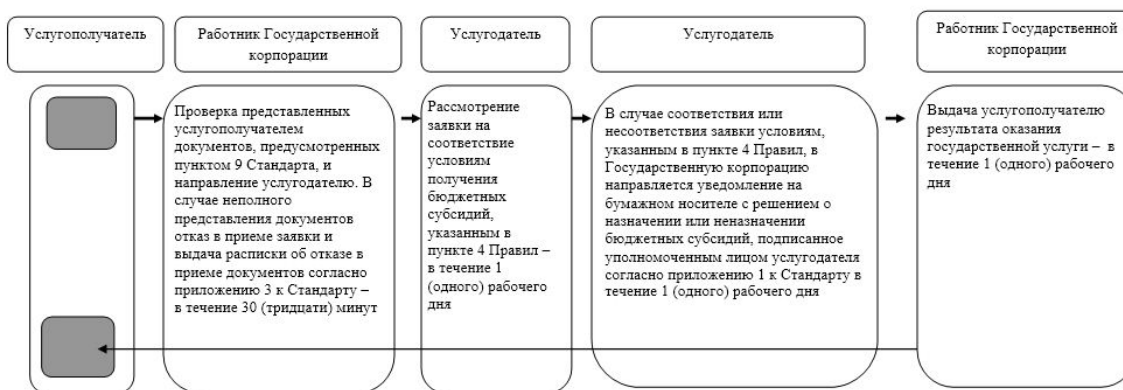 Услугополучатель
Работник Государственной
корпорации
Услугодатель
Услугодатель
Работник Государственной
корпорации
Проверка представленных
услугополучателем
документов, предусмотренных
пунктом 9 Стандарта, и
направление услугодателю. В
случае неполного
представления документов
отказ в приеме заявки и
выдача расписки об отказе в
приеме документов согласно
приложению 3 к Стандарту –
в течение 30 (тридцати) минут
Рассмотрение
заявки на
соответствие
условиям
получения
бюджетных
субсидий,
указанным в
пункте 4 Правил –
в течение 1
(одного) рабочего
дня
В случае соответствия или
несоответствия заявки условиям,
указанным в пункте 4 Правил, в
Государственную корпорацию
направляется уведомление на
бумажном носителе с решением о
назначении или неназначении
бюджетных субсидий, подписанное
уполномоченным лицом услугодателя
согласно приложению 1 к Стандарту в
течение 1 (одного) рабочего дня
Выдача услугополучателю
результата оказания
государственной услуги – в
течение 1 (одного) рабочего
дня